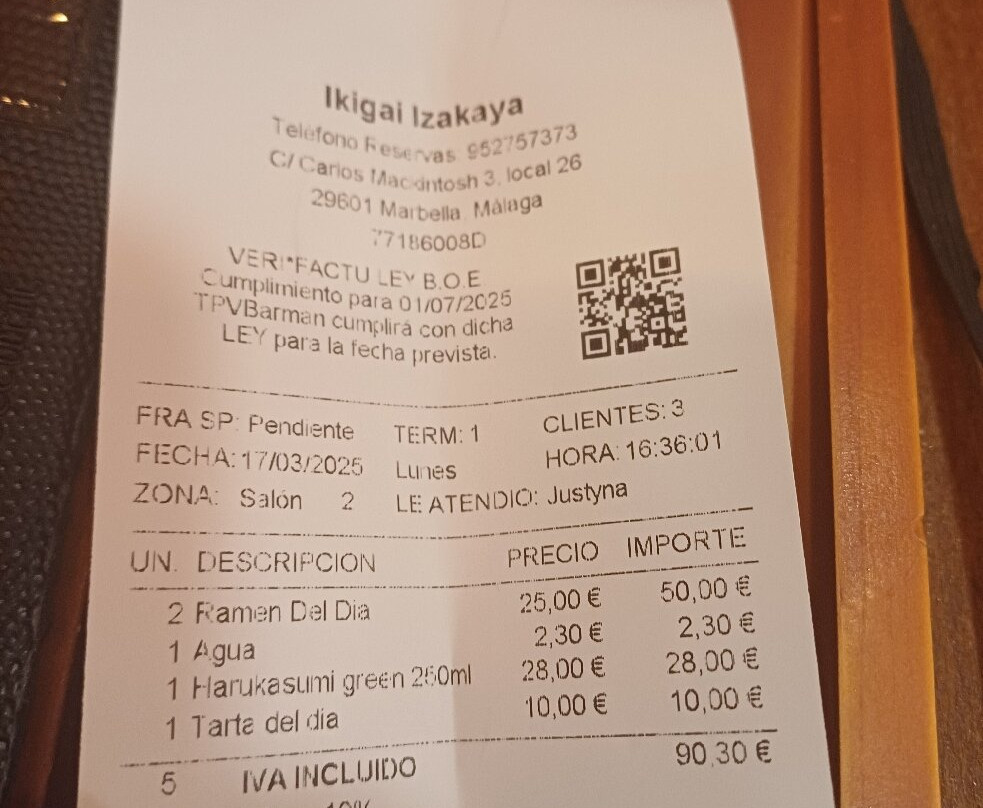 Ikigai Izakaya
Teléfono Reservas 952757373
C/ Carlos Mackintosh 3, local 26
29601 Marbella, Málaga
77186008D
VERI*FACTU LEY B.O.E.
Cumplimiento para 01/07/2025
TPVBarman cumplirá con dicha
LEY para la fecha prevista.
FRA SP: Pendiente TERM: 1 CLIENTES: 3
FECHA: 17/03/2025 Lunes HORA: 16:36:01
ZONA: Salón 2 LE ATENDIO: Justyna
UN. DESCRIPCION PRECIO IMPORTE
2 Ramen Del Dia 25,00 € 50,00 €
1 Agua 2,30 € 2,30 €
1 Harukasumi green 250ml 28,00 € 28,00 €
1 Tarta del dia 10,00 € 10,00 €
5 IVA INCLUIDO 90,30 €